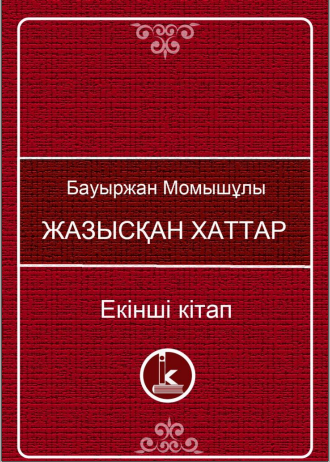 Бауыржан Момышұлы
ЖАЗЫСҚАН ХАТТАР
Екінші кітап